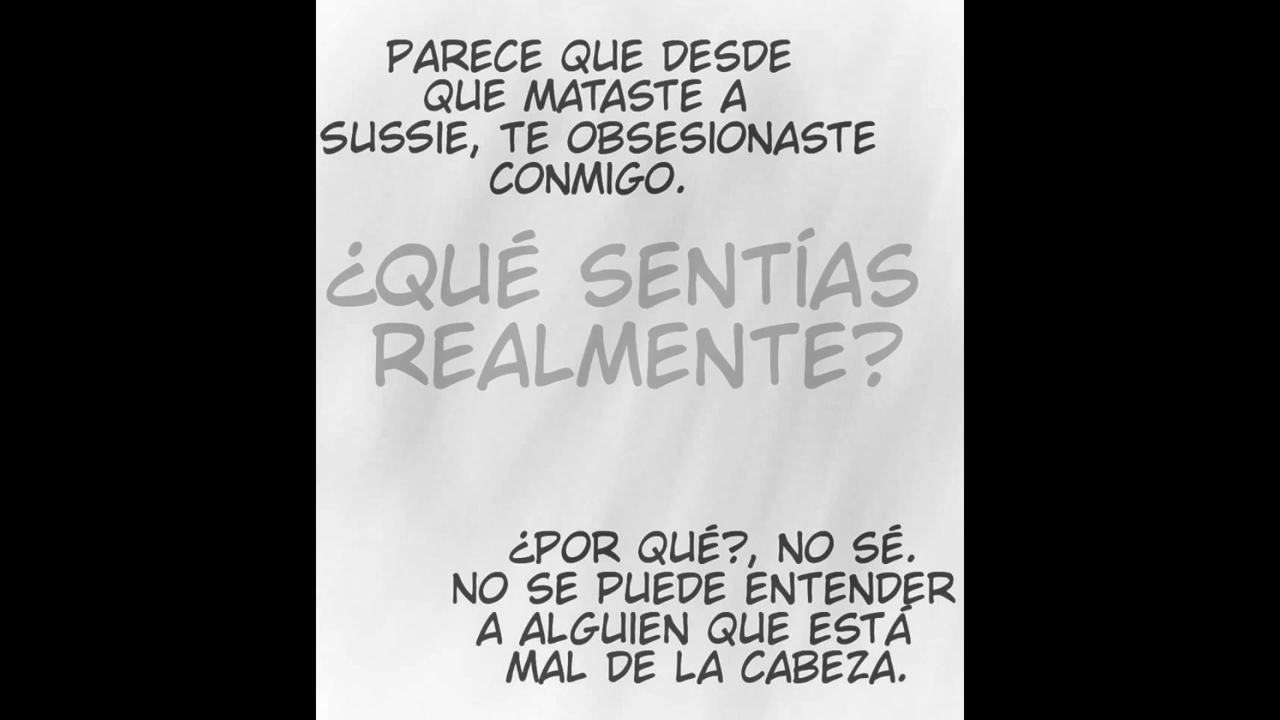 PARECE QUE DESDE
QUE MATASTE A
SUSSIE, TE OBSESIONASTE
CONMIGO.
¿QUÉ SENTÍAS
REALMENTE?
¿POR QUÉ?, NO SÉ.
NO SE PUEDE ENTENDER
A ALGUIEN QUE ESTÁ
MAL DE LA CABEZA.